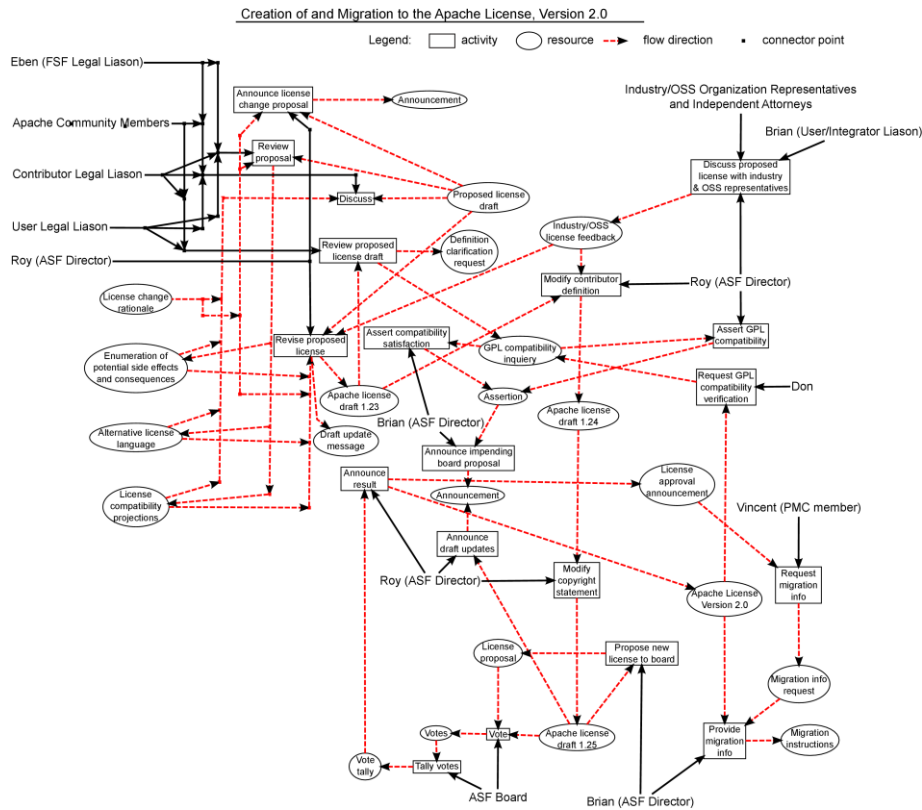 Creation of and Migration to the Apache License, Version 2.0
Legend:
activity
resource
flow direction
connector point
Eben (FSF Legal Liason)
Announce license
change proposal
Announcement
Industry/OSS Organization Representatives
and Independent Attorneys
Apache Community Members
Brian (User/Integrator Liason)
Review
proposal
Contributor Legal Liason
Discuss proposed
license with industry
& OSS representatives
Discuss
Proposed license
draft
User Legal Liason
Industry/OSS
license feedback
Review proposed
license draft
Definition
clarification
request
Roy (ASF Director)
Modify contributor
definition
Roy (ASF Director)
License change
rationale
Revise proposed
license
Assert compatibility
satisfaction
GPL compatibility
inquiery
Assert GPL
compatibility
Enumeration of
potential side effects
and consequences
Request GPL
compatibility
verification
Don
Apache license
draft 1.23
Assertion
Apache license
draft 1.24
Brian (ASF Director)
Alternative license
language
Draft update
message
Announce impending
board proposal
Announce
result
License
approval
announcement
License
compatibility
projections
Announcement
Vincent (PMC member)
Announce
draft updates
Roy (ASF Director)
Modify
copyright
statement
Request
migration
info
Apache License
Version 2.0
License
proposal
Propose new
license to board
Migration info
request
Votes
Vote
Apache license
draft 1.25
Provide
migration
info
Migration
instructions
Vote
tally
Tally votes
ASF Board
Brian (ASF Director)